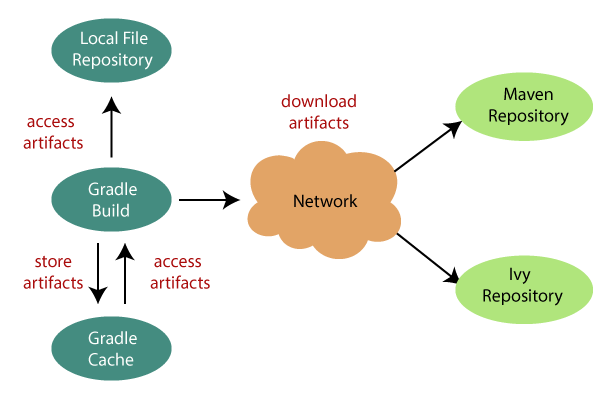 Local File
Repository
download
artifacts
Maven
Repository
access
artifacts
Gradle
Build
Network
store
artifacts
access
artifacts
Ivy
Repository
Gradle
Cache